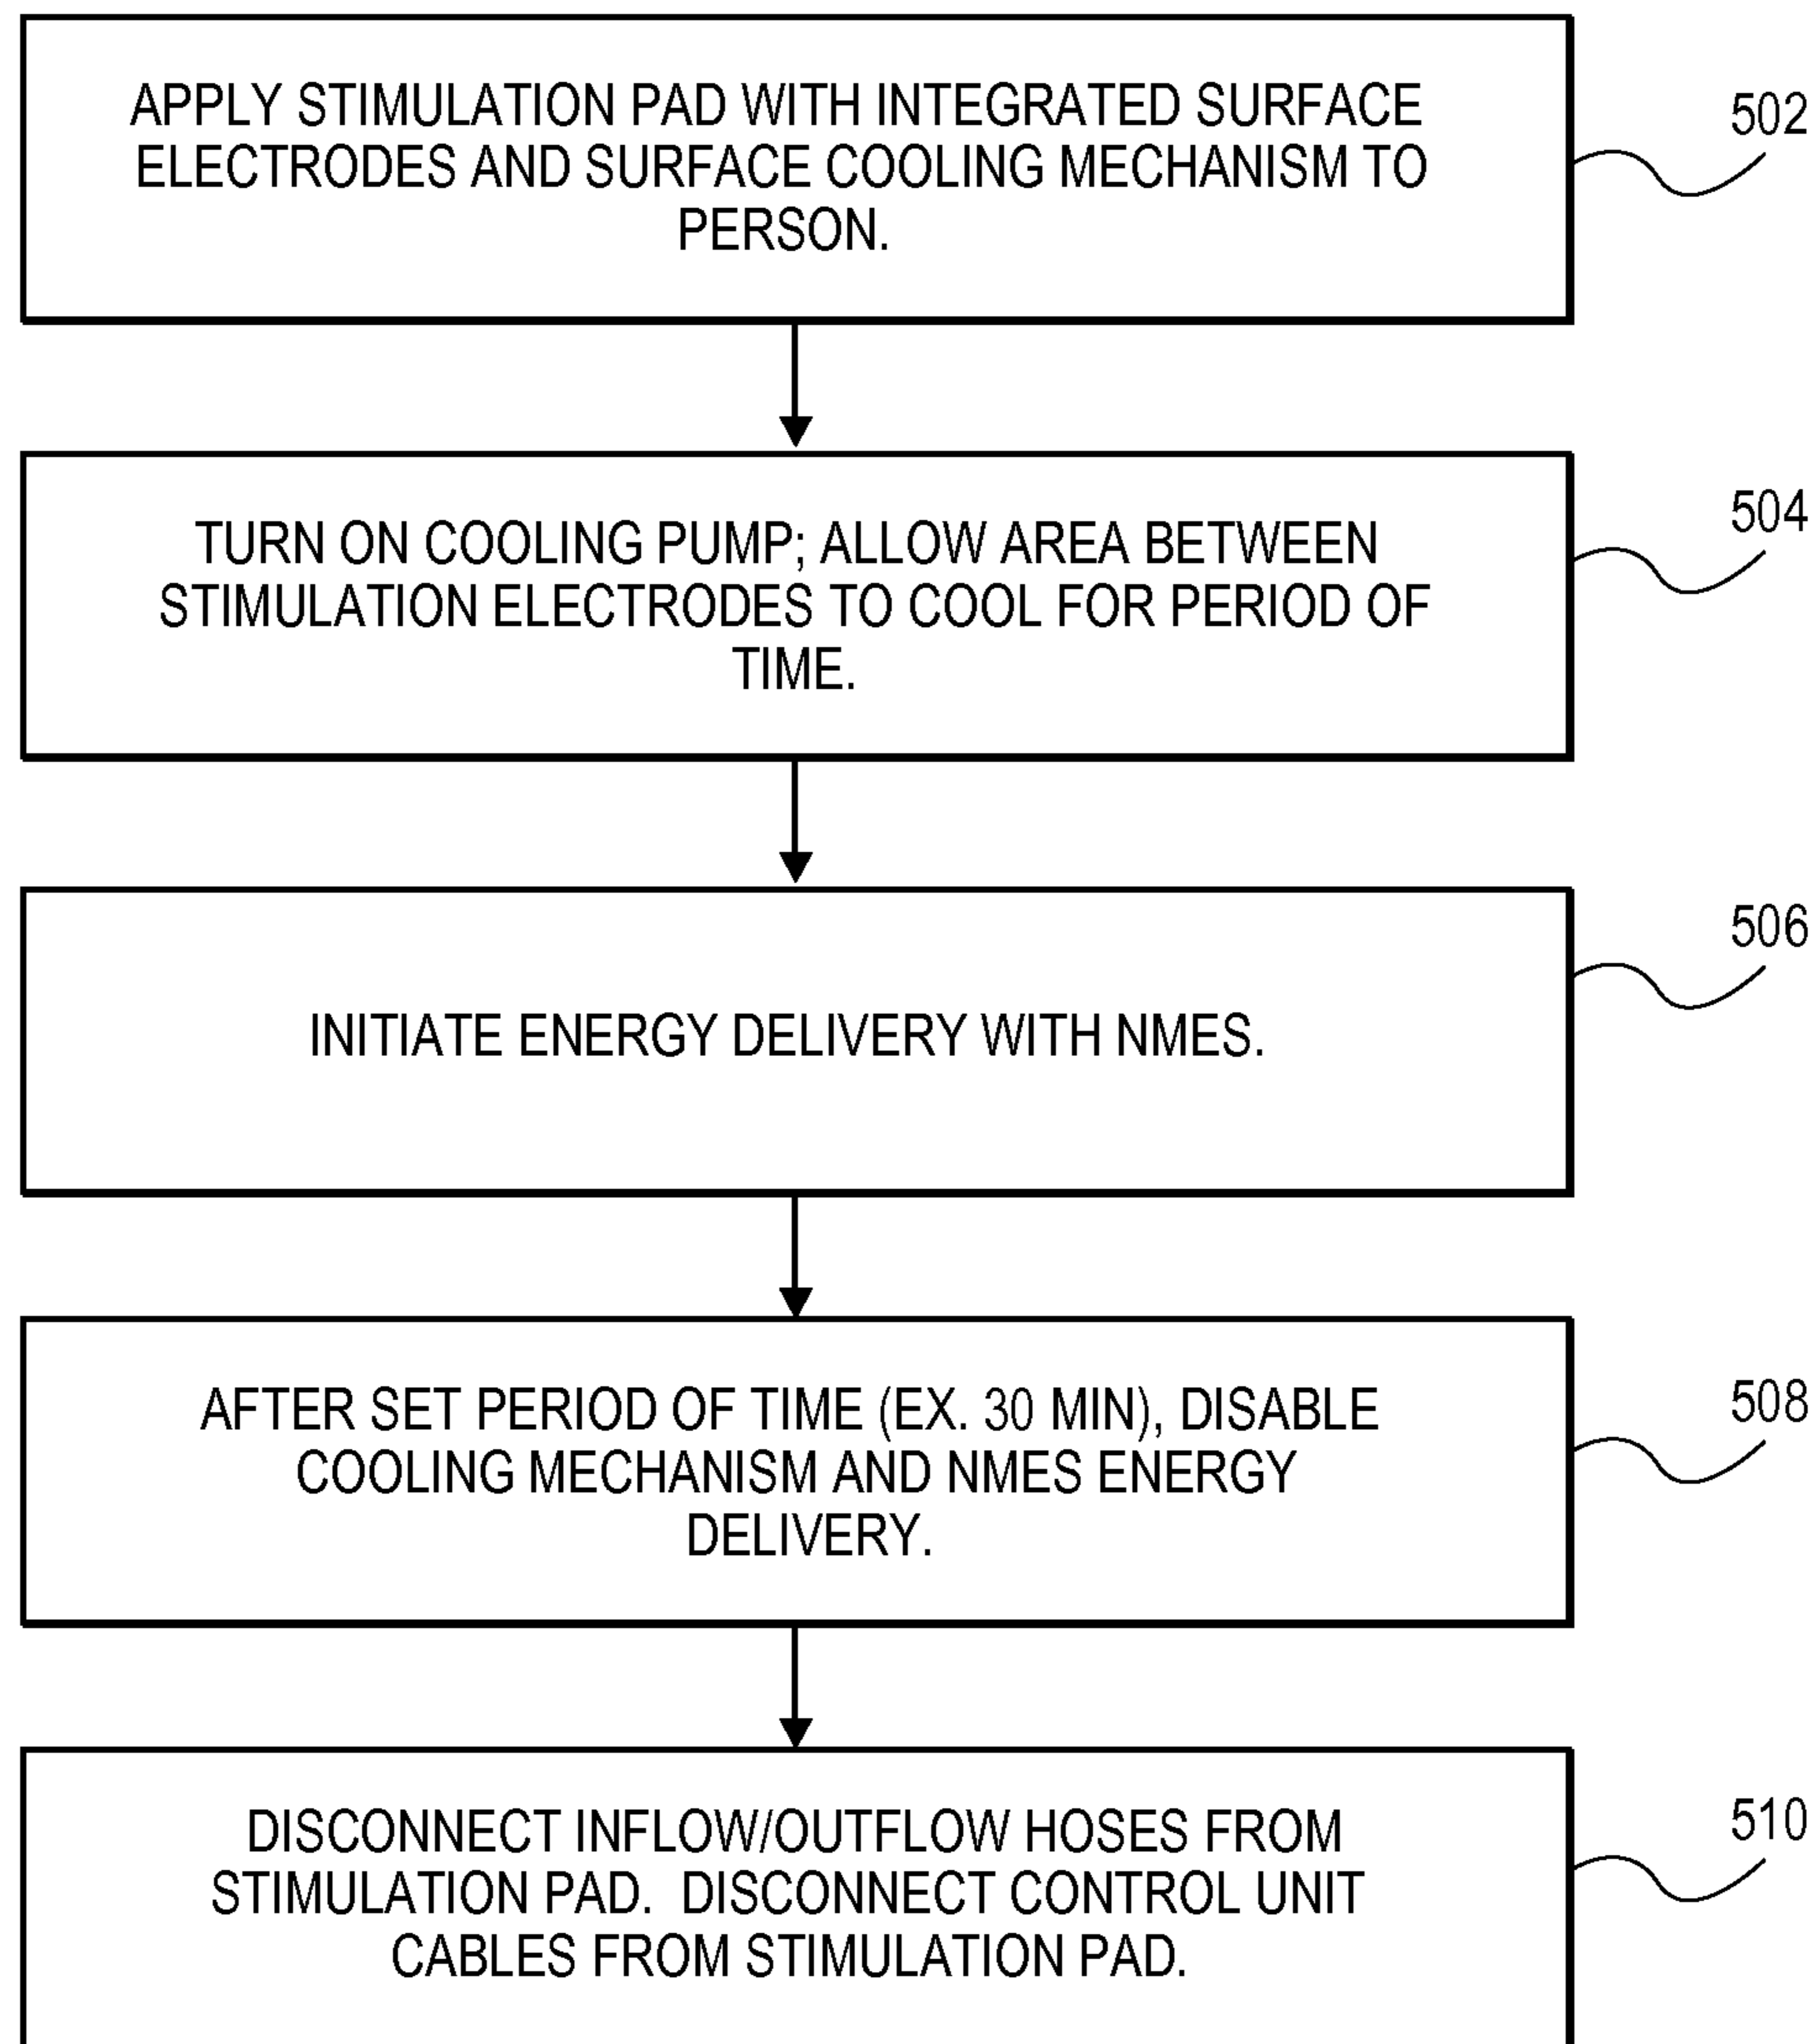 APPLY STIMULATION PAD WITH INTEGRATED SURFACE
ELECTRODES AND SURFACE COOLING MECHANISM TO
PERSON.
502
TURN ON COOLING PUMP; ALLOW AREA BETWEEN
STIMULATION ELECTRODES TO COOL FOR PERIOD OF
TIME.
504
INITIATE ENERGY DELIVERY WITH NMES.
506
AFTER SET PERIOD OF TIME (EX. 30 MIN), DISABLE
COOLING MECHANISM AND NMES ENERGY
DELIVERY.
508
DISCONNECT INFLOW/OUTFLOW HOSES FROM
STIMULATION PAD. DISCONNECT CONTROL UNIT
CABLES FROM STIMULATION PAD.
510